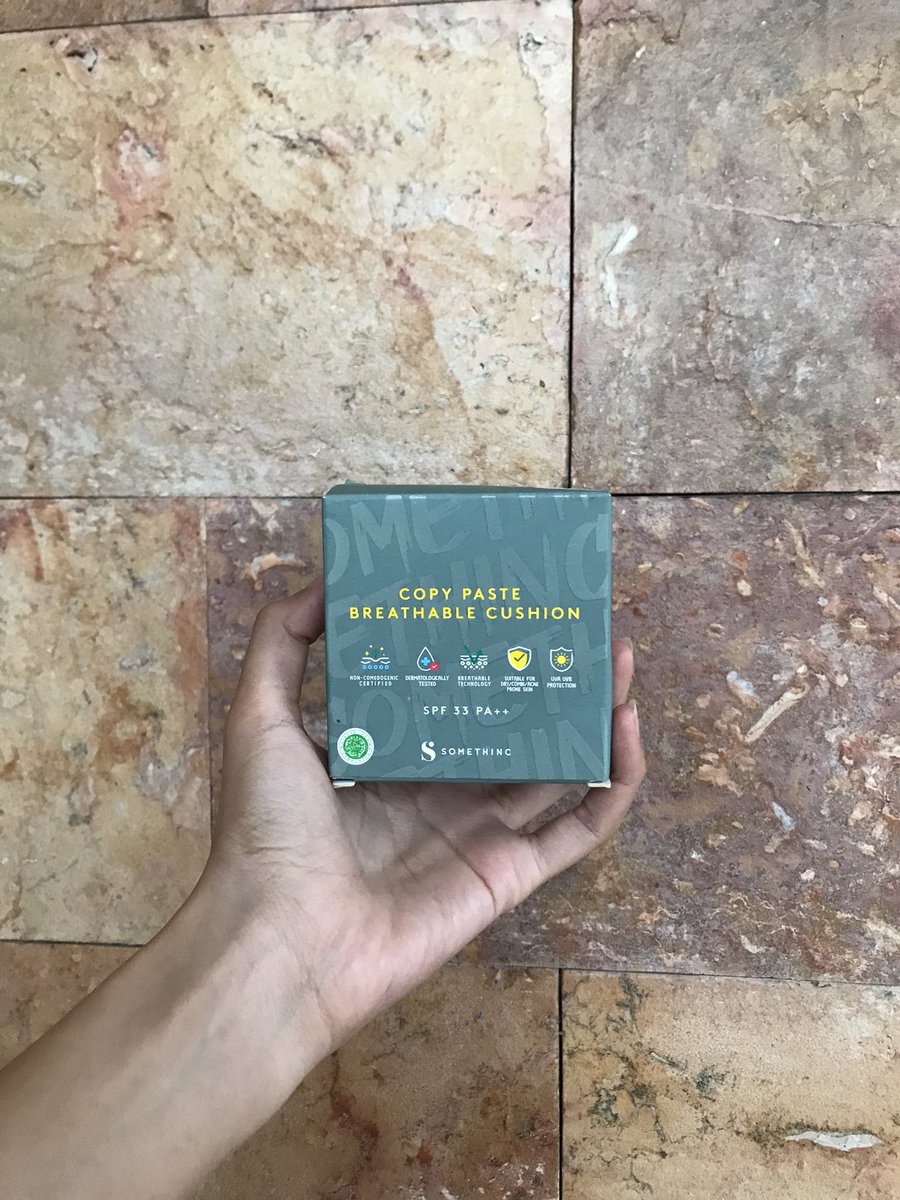 COPY PASTE
BREATHABLE CUSHION
NON-COMEDOGENIC
CERTIFIED
DERMATOLOGICALLY
TESTED
BREATHABLE
TECHNOLOGY
SUITABLE FOR
DRY/COMBI/ACNE
PRONE SKIN
UVA UVB
PROTECTION
SPF 33 PA++
SOMETHINC